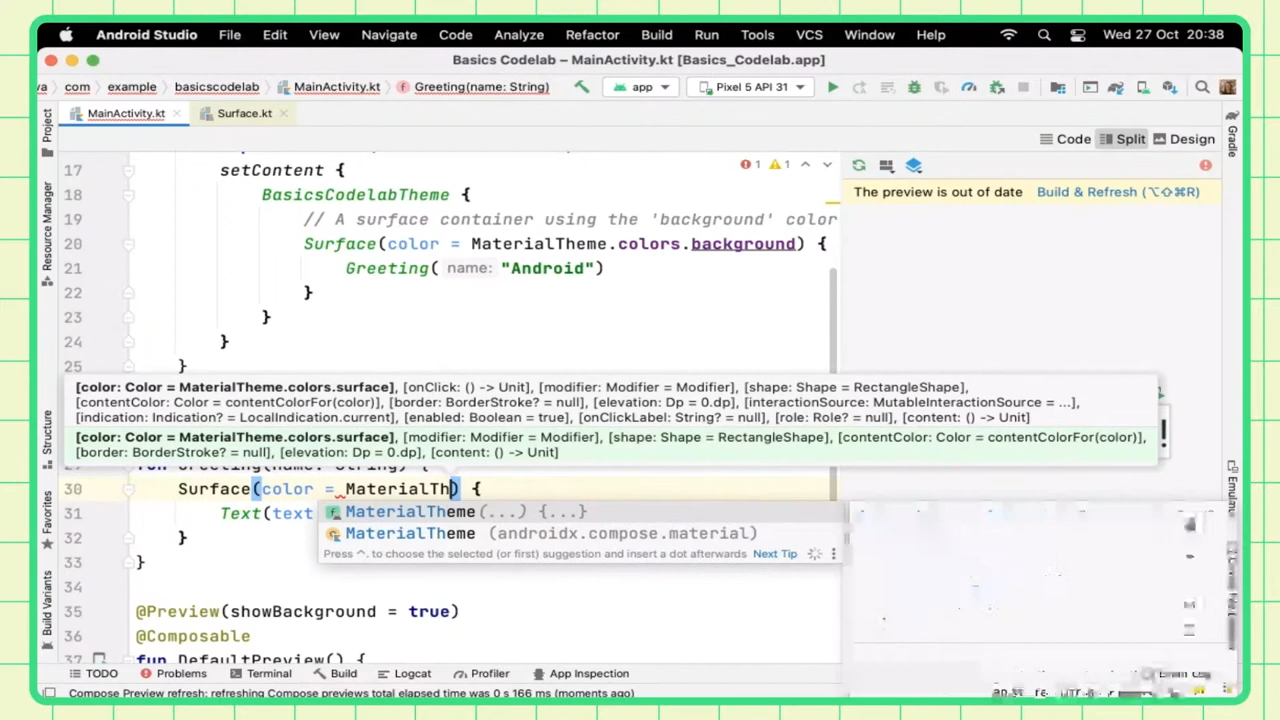 Android Studio File Edit View Navigate Code Analyze Refactor Build Run Tools VCS Window Help Wed 27 Oct 20:38
Basics Codelab – MainActivity.kt [Basics_Codelab.app]
com example basicscodelab MainActivity.kt Greeting(name: String) app Pixel 5 API 31
MainActivity.kt Surface.kt
Code Split Design
Project
Resource Manager
Structure
Favorites
Build Variants
Gradle
17 setContent {
1 1
The preview is out of date Build & Refresh (⌥⇧⌘R)
18 BasicsCodelabTheme {
19 // A surface container using the 'background' color
20 Surface(color = MaterialTheme.colors.background) {
21 Greeting( name: "Android")
22 }
23 }
24 }
25 }
[color: Color = MaterialTheme.colors.surface], [onClick: () -> Unit], [modifier: Modifier = Modifier], [shape: Shape = RectangleShape],
[contentColor: Color = contentColorFor(color)], [border: BorderStroke? = null], [elevation: Dp = 0.dp], [interactionSource: MutableInteractionSource = ...],
[indication: Indication? = LocalIndication.current], [enabled: Boolean = true], [onClickLabel: String? = null], [role: Role? = null], [content: () -> Unit]
[color: Color = MaterialTheme.colors.surface], [modifier: Modifier = Modifier], [shape: Shape = RectangleShape], [contentColor: Color = contentColorFor(color)],
[border: BorderStroke? = null], [elevation: Dp = 0.dp], [content: () -> Unit]
fun Greeting(name: String) {
30 Surface(color = MaterialTh) {
31 Text(text
MaterialTheme(...) {...}
32 }
MaterialTheme (androidx.compose.material)
Press ^. to choose the selected (or first) suggestion and insert a dot afterwards Next Tip
33 }
34
35 @Preview(showBackground = true)
36 @Composable
37 fun DefaultPreview() {
TODO Problems Terminal Build Logcat Profiler App Inspection
Compose Preview refresh: refreshing Compose previews total elapsed time was 0 s 166 ms (moments ago)